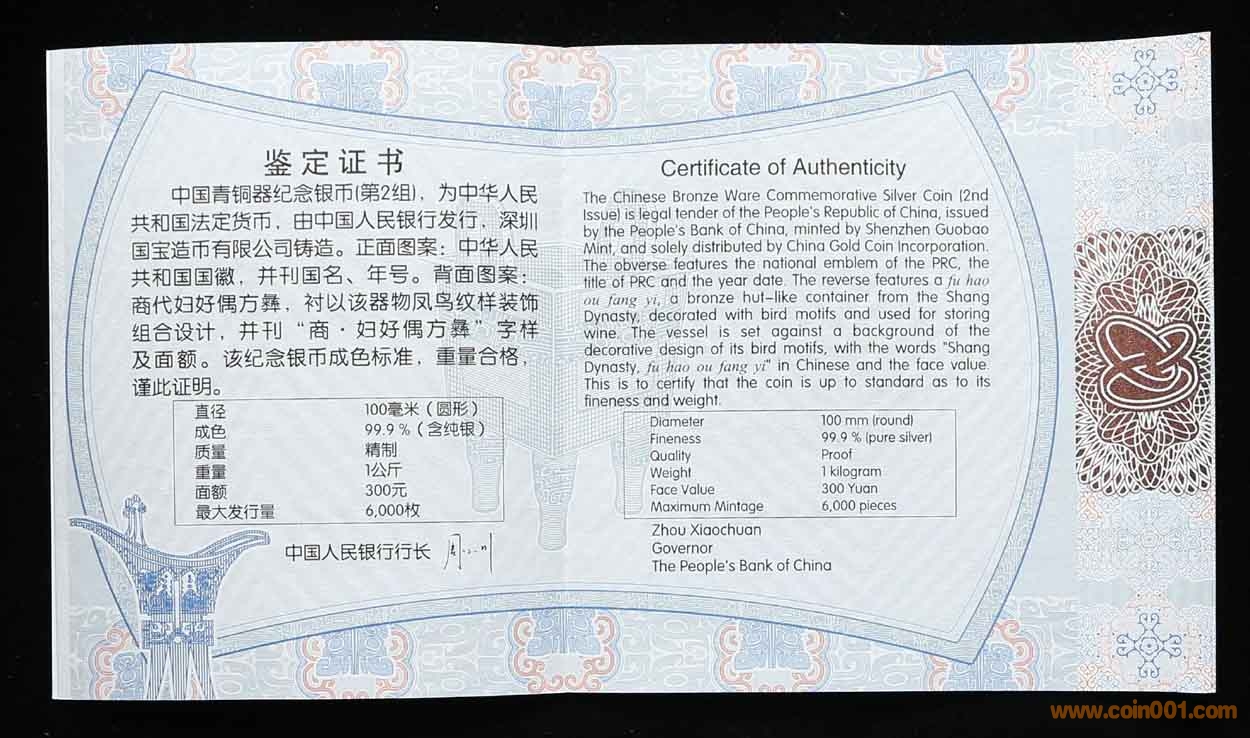 鉴定证书
中国青铜器纪念银币(第2组)，为中华人民
共和国法定货币，由中国人民银行发行，深圳
国宝造币有限公司铸造。正面图案：中华人民
共和国国徽，并刊国名、年号。背面图案：
商代妇好偶方彝，衬以该器物凤鸟纹样装饰
组合设计，并刊“商·妇好偶方彝”字样
及面额。该纪念银币成色标准，重量合格，
谨此证明。
直径 100毫米（圆形）
成色 99.9％（含纯银）
质量 精制
重量 1公斤
面额 300元
最大发行量 6,000枚
中国人民银行行长
Certificate of Authenticity
The Chinese Bronze Ware Commemorative Silver Coin (2nd
Issue) is legal tender of the People's Republic of China, issued
by the People's Bank of China, minted by Shenzhen Guobao
Mint, and solely distributed by China Gold Coin Incorporation.
The obverse features the national emblem of the PRC, the
title of PRC and the year date. The reverse features a fu hao
ou fang yi, a bronze hut-like container from the Shang
Dynasty, decorated with bird motifs and used for storing
wine. The vessel is set against a background of the
decorative design of its bird motifs, with the words "Shang
Dynasty, fu hao ou fang yi" in Chinese and the face value.
This is to certify that the coin is up to standard as to its
fineness and weight.
Diameter 100 mm (round)
Fineness 99.9 % (pure silver)
Quality Proof
Weight 1 kilogram
Face Value 300 Yuan
Maximum Mintage 6,000 pieces
Zhou Xiaochuan
Governor
The People's Bank of China
www.coin001.com